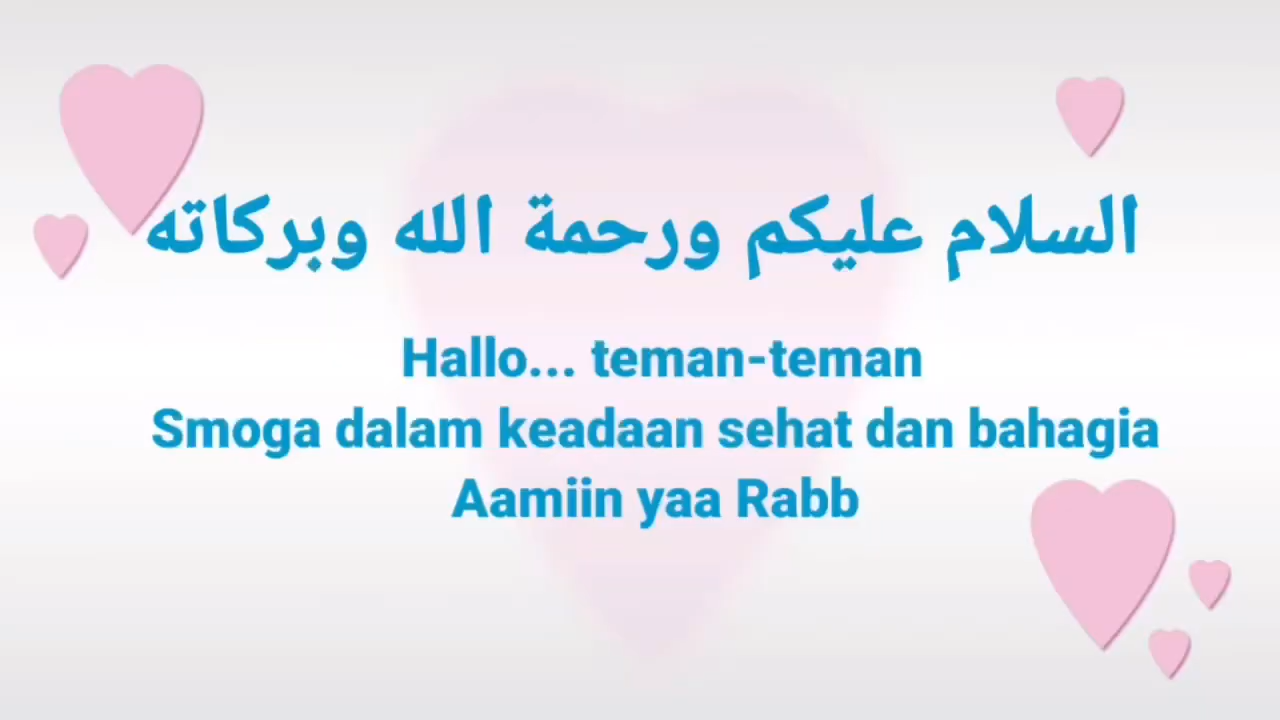 السلام عليكم ورحمة الله وبركاته
Hallo... teman-teman
Smoga dalam keadaan sehat dan bahagia
Aamiin yaa Rabb